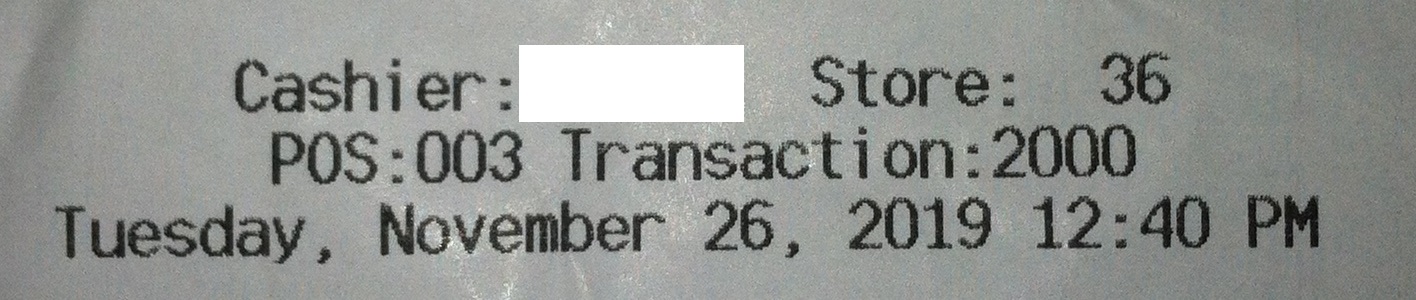 Cashier: Store: 36
POS:003 Transaction:2000
Tuesday, November 26, 2019 12:40 PM